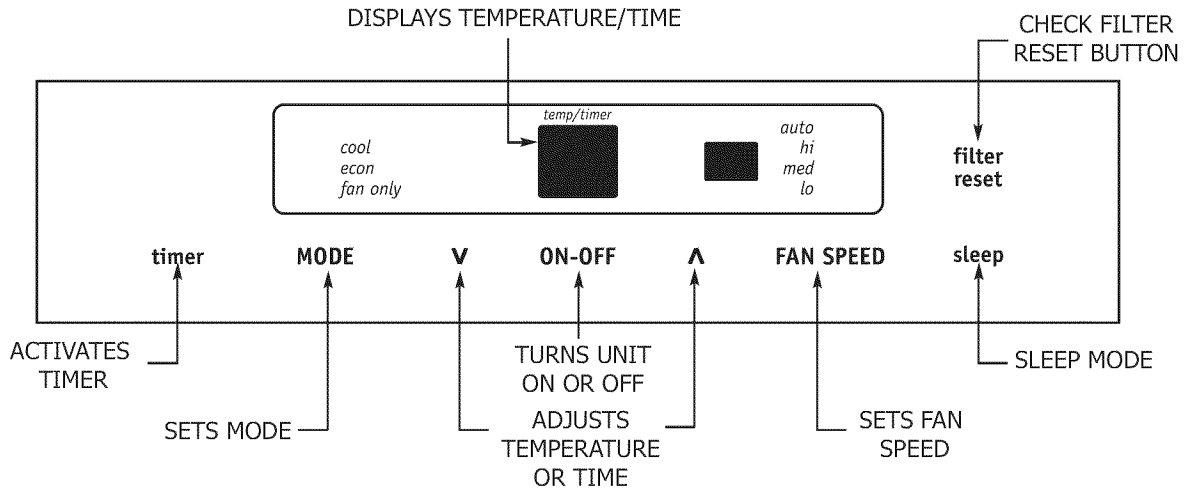 DISPLAYS TEMPERATURE/TIME
CHECK FILTER
RESET BUTTON
temp/timer
cool
econ
fan only
auto
hi
med
lo
filter
reset
timer
MODE
∨
ON-OFF
∧
FAN SPEED
sleep
ACTIVATES
TIMER
SETS MODE
TURNS UNIT
ON OR OFF
ADJUSTS
TEMPERATURE
OR TIME
SETS FAN
SPEED
SLEEP MODE